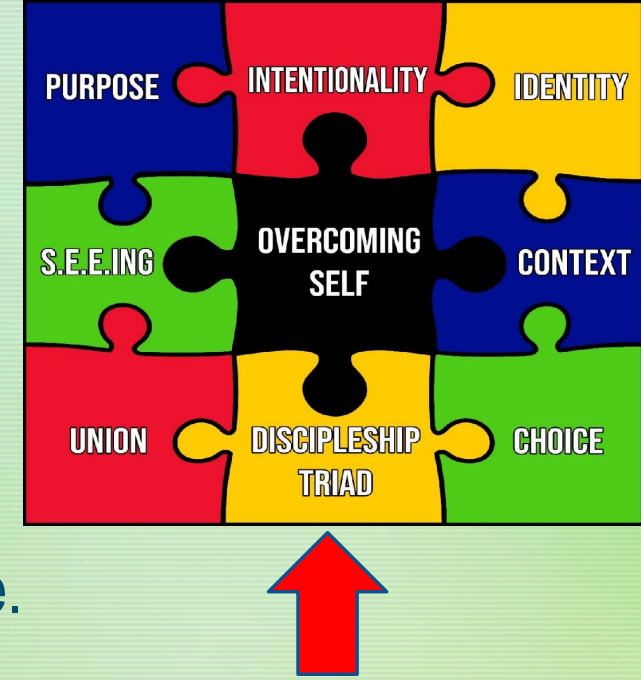 PURPOSE
INTENTIONALITY
IDENTITY
S.E.E.ING
OVERCOMING
SELF
CONTEXT
UNION
DISCIPLESHIP
TRIAD
CHOICE
e.